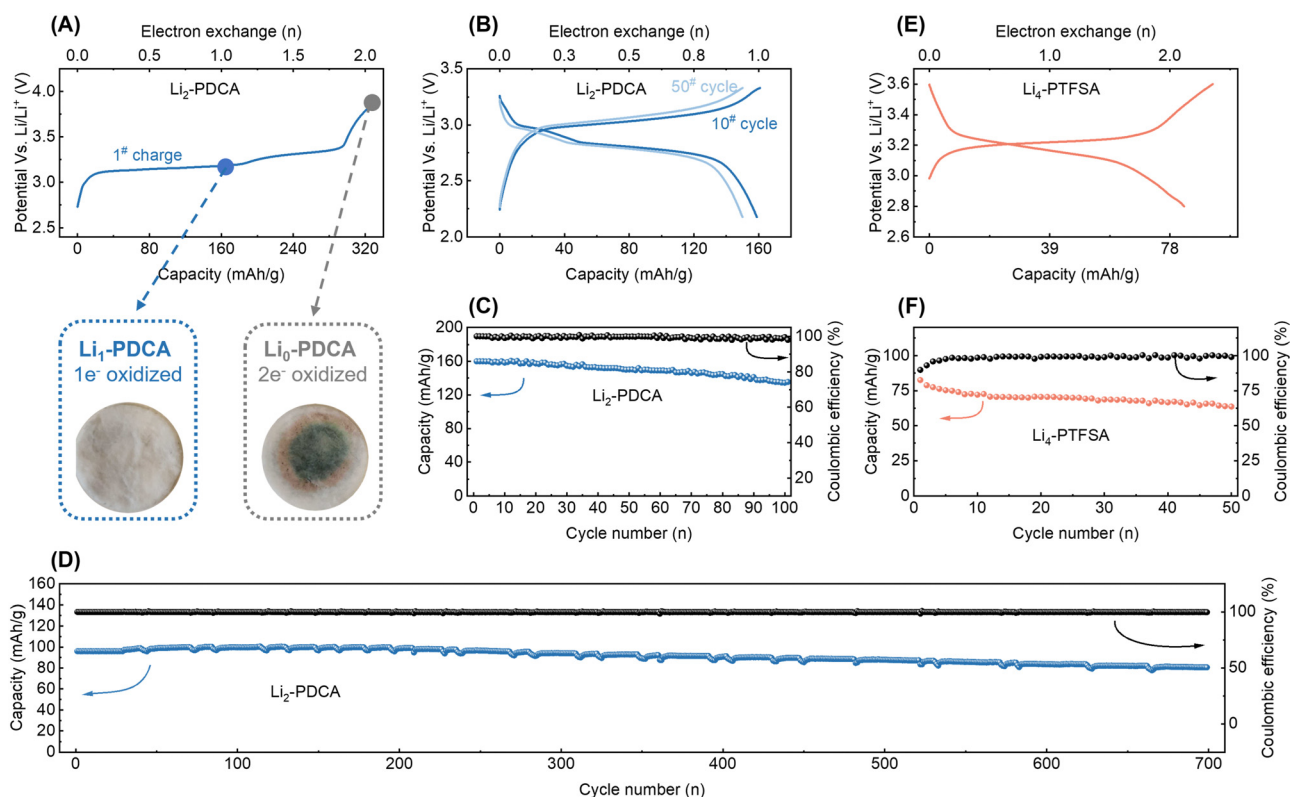 (A)
Electron exchange (n)
0.0 0.5 1.0 1.5 2.0
Potential Vs. Li/Li⁺ (V)
4.0
3.5
3.0
2.5
Li₂-PDCA
1# charge
0 80 160 240 320
Capacity (mAh/g)
Li₁-PDCA
1e⁻ oxidized
Li₀-PDCA
2e⁻ oxidized
(B)
Electron exchange (n)
0.0 0.3 0.5 0.8 1.0
Potential Vs. Li/Li⁺ (V)
3.5
3.0
2.5
2.0
Li₂-PDCA
50# cycle
10# cycle
0 40 80 120 160
Capacity (mAh/g)
(E)
Electron exchange (n)
0.0 1.0 2.0
Potential Vs. Li/Li⁺ (V)
3.6
3.4
3.2
3.0
2.8
2.6
Li₄-PTFSA
0 39 78
Capacity (mAh/g)
(C)
Capacity (mAh/g)
200
160
120
80
40
0
Li₂-PDCA
100
80
60
40
20
Coulombic efficiency (%)
0 10 20 30 40 50 60 70 80 90 100
Cycle number (n)
(F)
Capacity (mAh/g)
100
75
50
25
0
Li₄-PTFSA
100
75
50
25
0
Coulombic efficiency (%)
0 10 20 30 40 50
Cycle number (n)
(D)
Capacity (mAh/g)
160
140
120
100
80
60
40
20
0
Li₂-PDCA
100
50
0
Coulombic efficiency (%)
0 100 200 300 400 500 600 700
Cycle number (n)